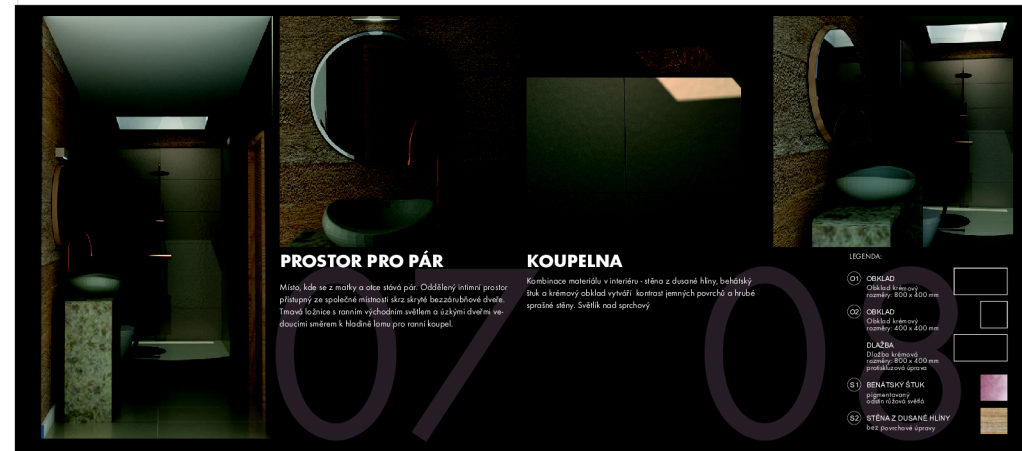 PROSTOR PRO PÁR
Místo, kde se z matky a otce stává pár. Oddělený intimní prostor
přístupný ze společné místnosti skrz skryté bezzárubňové dveře.
Tmavá ložnice s ranním východním světlem a úzkými dveřmi ve-
doucími směrem k hladině lomu pro ranní koupel.
07
KOUPELNA
Kombinace materiálu v interiéru - stěna z dusané hlíny, behátský
štuk a krémový obklad vytváří kontrast jemných povrchů a hrubé
sprašné stěny. Světlík nad sprchový
08
LEGENDA:
01 OBKLAD
Obklad krémový
rozměry: 800 x 400 mm
02 OBKLAD
Obklad krémový
rozměry: 400 x 400 mm
DLAŽBA
Dlažba krémová
rozměry: 800 x 400 mm
protiskluzová úprava
S1 BENÁTSKÝ ŠTUK
pigmentovaný
odstín růžová světlá
S2 STĚNA Z DUSANÉ HLÍNY
bez povrchové úpravy